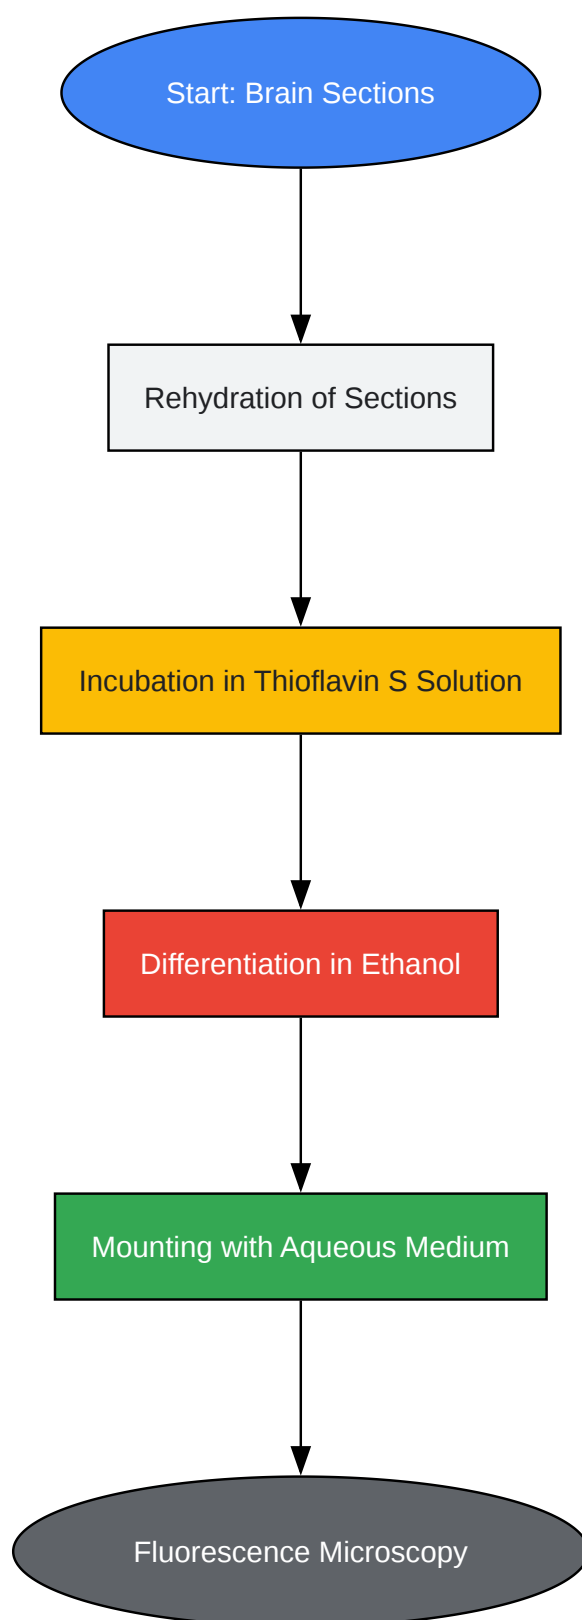 Start: Brain Sections
Rehydration of Sections
Incubation in Thioflavin S Solution
Differentiation in Ethanol
Mounting with Aqueous Medium
Fluorescence Microscopy